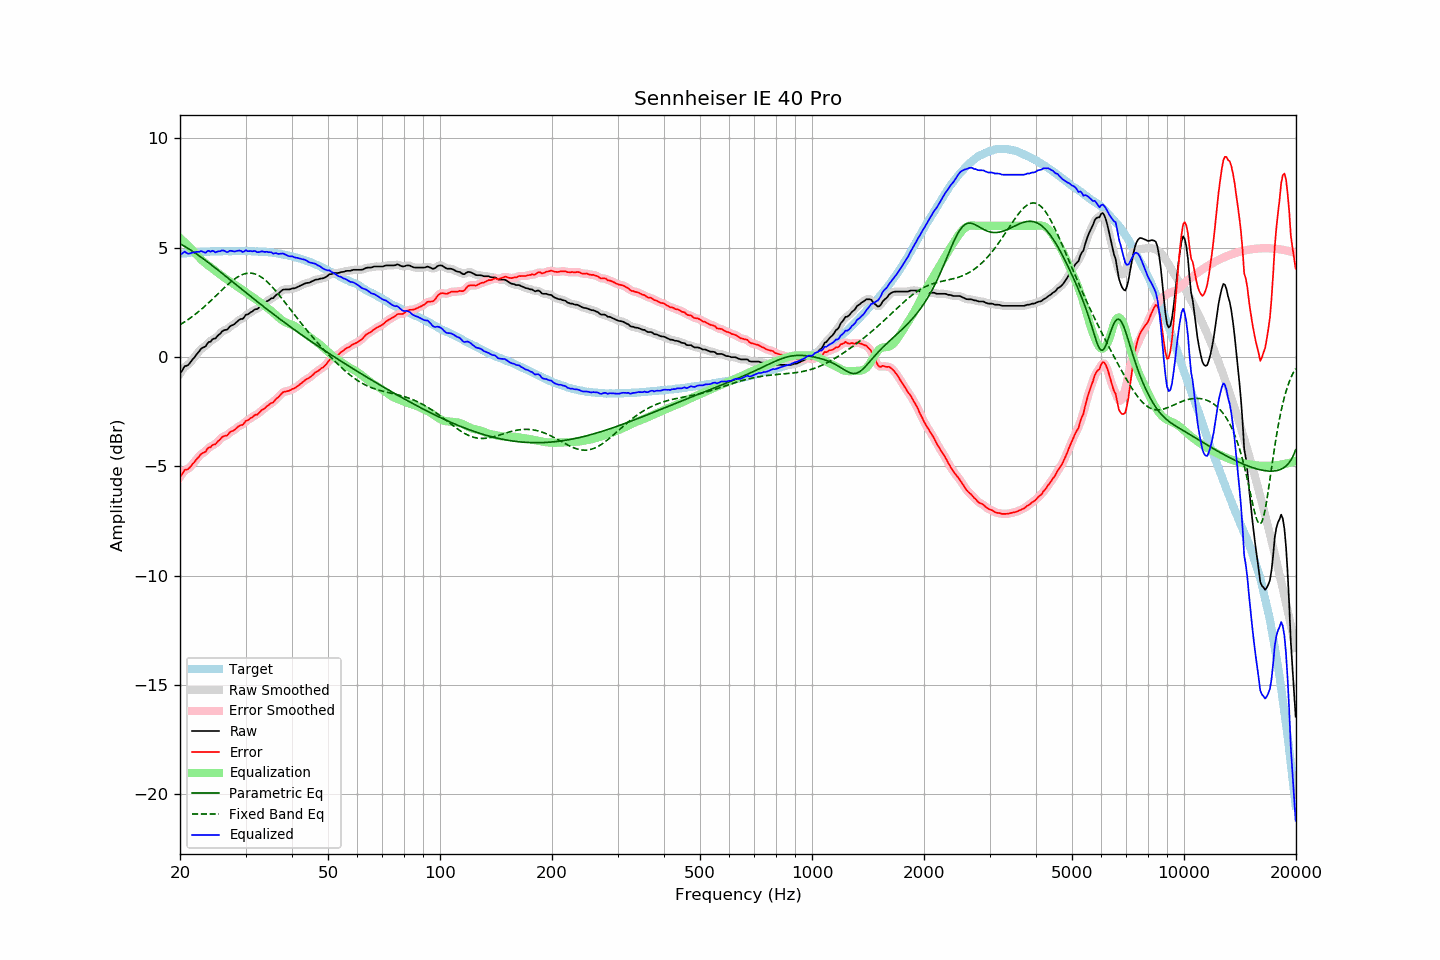 Sennheiser IE 40 Pro
10
5
0
−5
−10
−15
−20
Amplitude (dBr)
Target
Raw Smoothed
Error Smoothed
Raw
Error
Equalization
Parametric Eq
Fixed Band Eq
Equalized
20 50 100 200 500 1000 2000 5000 10000 20000
Frequency (Hz)